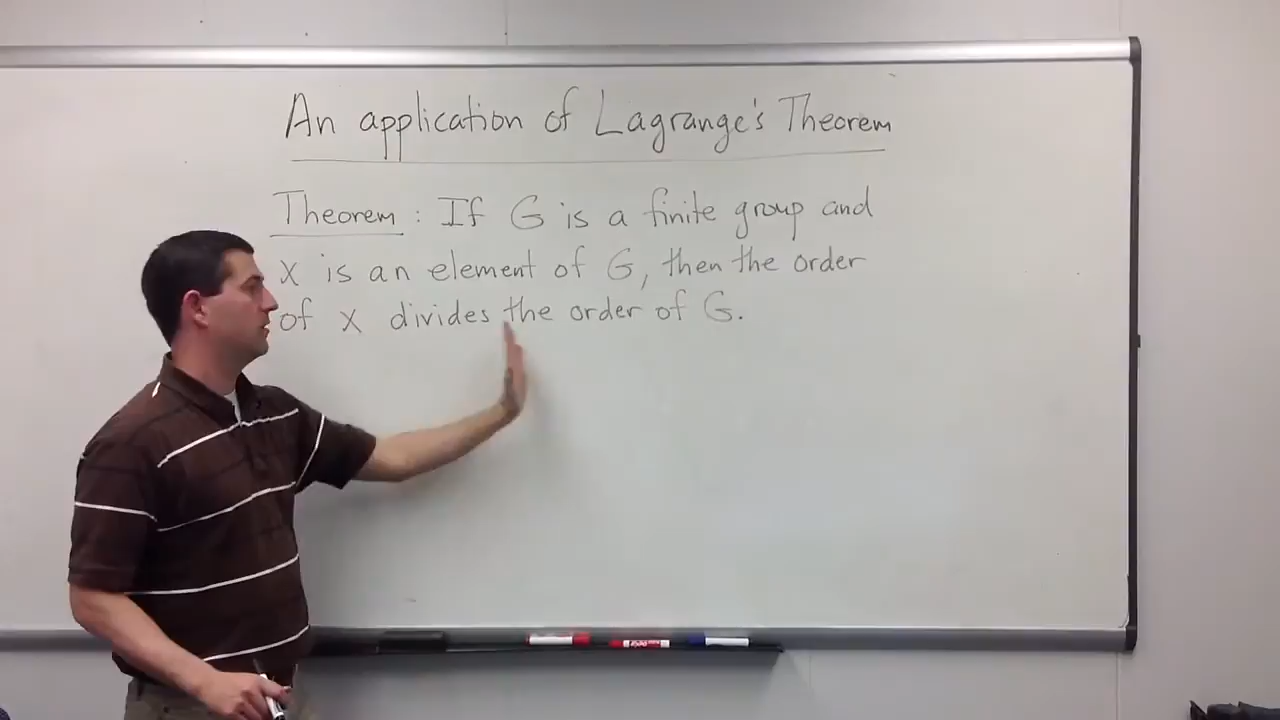 An application of Lagrange's Theorem
Theorem : If G is a finite group and
x is an element of G, then the order
of x divides the order of G.